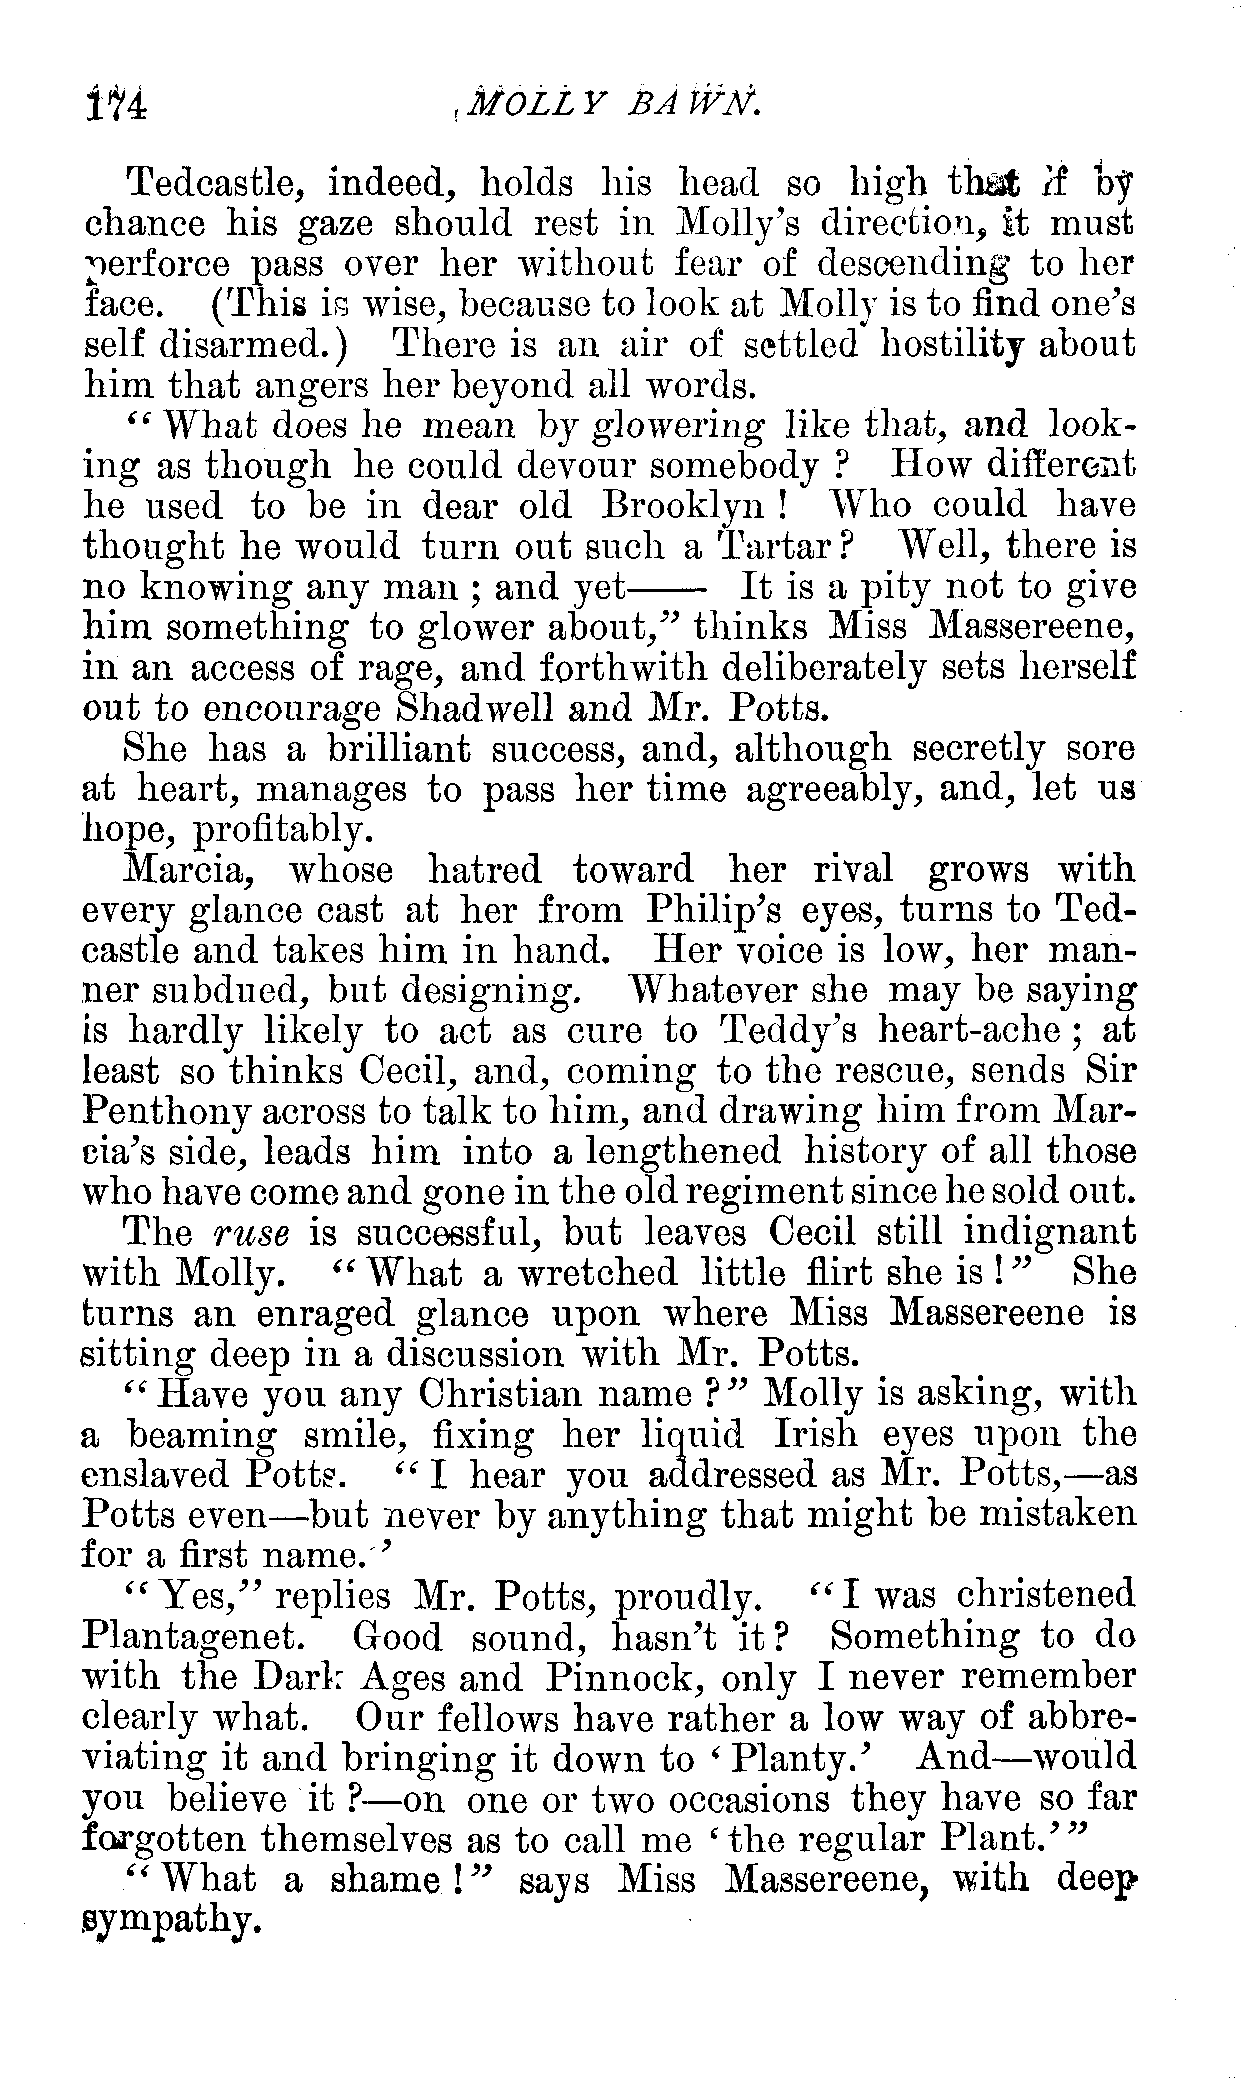 174 MOLLY BAWN.
Tedcastle, indeed, holds his head so high that if by
chance his gaze should rest in Molly's direction, it must
perforce pass over her without fear of descending to her
face. (This is wise, because to look at Molly is to find one's
self disarmed.) There is an air of settled hostility about
him that angers her beyond all words.
"What does he mean by glowering like that, and look-
ing as though he could devour somebody? How different
he used to be in dear old Brooklyn! Who could have
thought he would turn out such a Tartar? Well, there is
no knowing any man; and yet—— It is a pity not to give
him something to glower about," thinks Miss Massereene,
in an access of rage, and forthwith deliberately sets herself
out to encourage Shadwell and Mr. Potts.
She has a brilliant success, and, although secretly sore
at heart, manages to pass her time agreeably, and, let us
hope, profitably.
Marcia, whose hatred toward her rival grows with
every glance cast at her from Philip's eyes, turns to Ted-
castle and takes him in hand. Her voice is low, her man-
ner subdued, but designing. Whatever she may be saying
is hardly likely to act as cure to Teddy's heart-ache; at
least so thinks Cecil, and, coming to the rescue, sends Sir
Penthony across to talk to him, and drawing him from Mar-
cia's side, leads him into a lengthened history of all those
who have come and gone in the old regiment since he sold out.
The ruse is successful, but leaves Cecil still indignant
with Molly. "What a wretched little flirt she is!" She
turns an enraged glance upon where Miss Massereene is
sitting deep in a discussion with Mr. Potts.
"Have you any Christian name?" Molly is asking, with
a beaming smile, fixing her liquid Irish eyes upon the
enslaved Potts. "I hear you addressed as Mr. Potts,—as
Potts even—but never by anything that might be mistaken
for a first name.'
"Yes," replies Mr. Potts, proudly. "I was christened
Plantagenet. Good sound, hasn't it? Something to do
with the Dark Ages and Pinnock, only I never remember
clearly what. Our fellows have rather a low way of abbre-
viating it and bringing it down to 'Planty.' And—would
you believe it?—on one or two occasions they have so far
forgotten themselves as to call me 'the regular Plant.'"
"What a shame!" says Miss Massereene, with deep
sympathy.